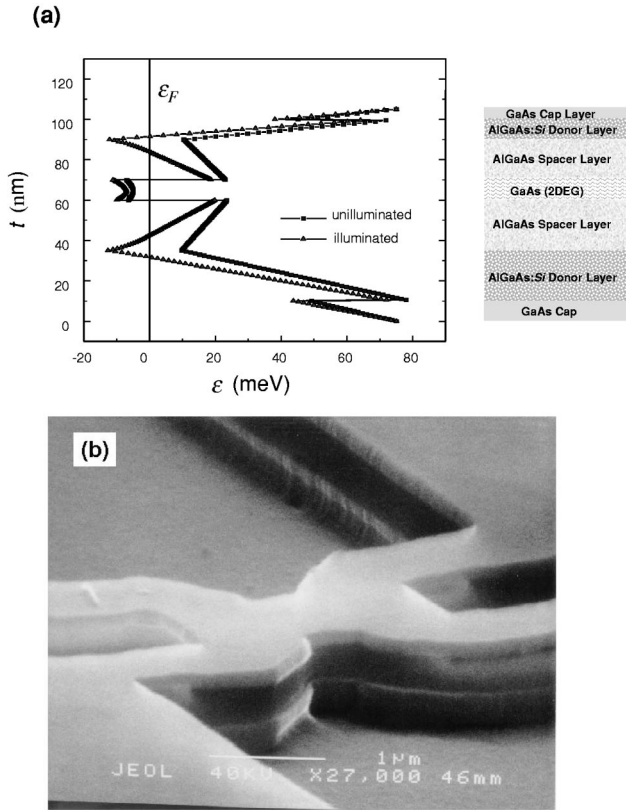 (a)
120
100
80
60
40
20
0
t (nm)
ε_F
unilluminated
illuminated
-20 0 20 40 60 80
ε (meV)
GaAs Cap Layer
AlGaAs:Si Donor Layer
AlGaAs Spacer Layer
GaAs (2DEG)
AlGaAs Spacer Layer
AlGaAs:Si Donor Layer
GaAs Cap
(b)
1µm
JEOL 40KU X27,000 46mm